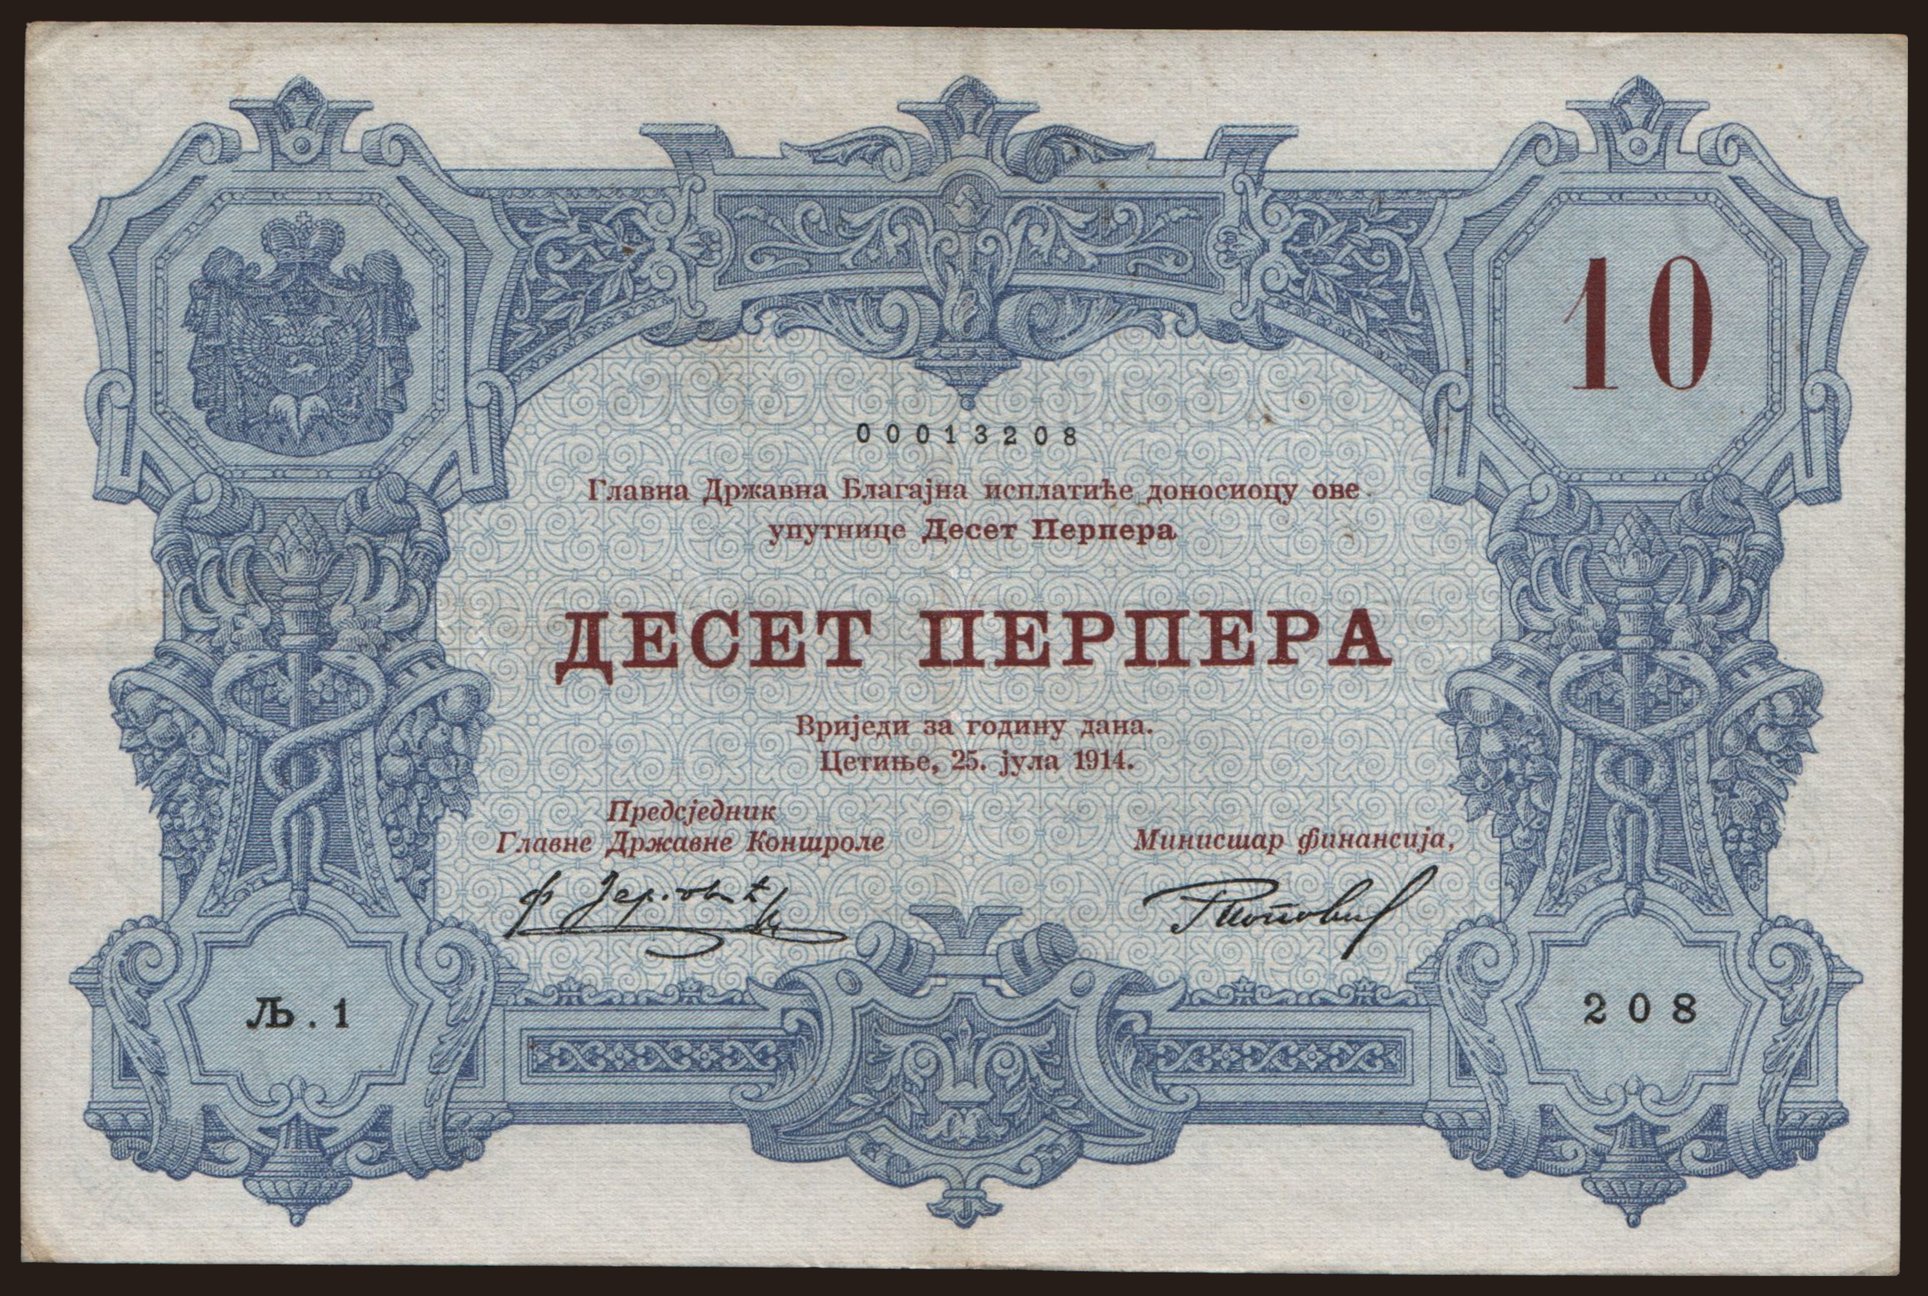 10
00013208
Главна Државна Благајна исплатиће доносиоцу ове
упутнице Десет Перпера
ДЕСЕТ ПЕРПЕРА
Вриједи за годину дана.
Цетиње, 25. јула 1914.
Предсједник
Главне Државне Контроле
Министар финансија,
Љ.1
208